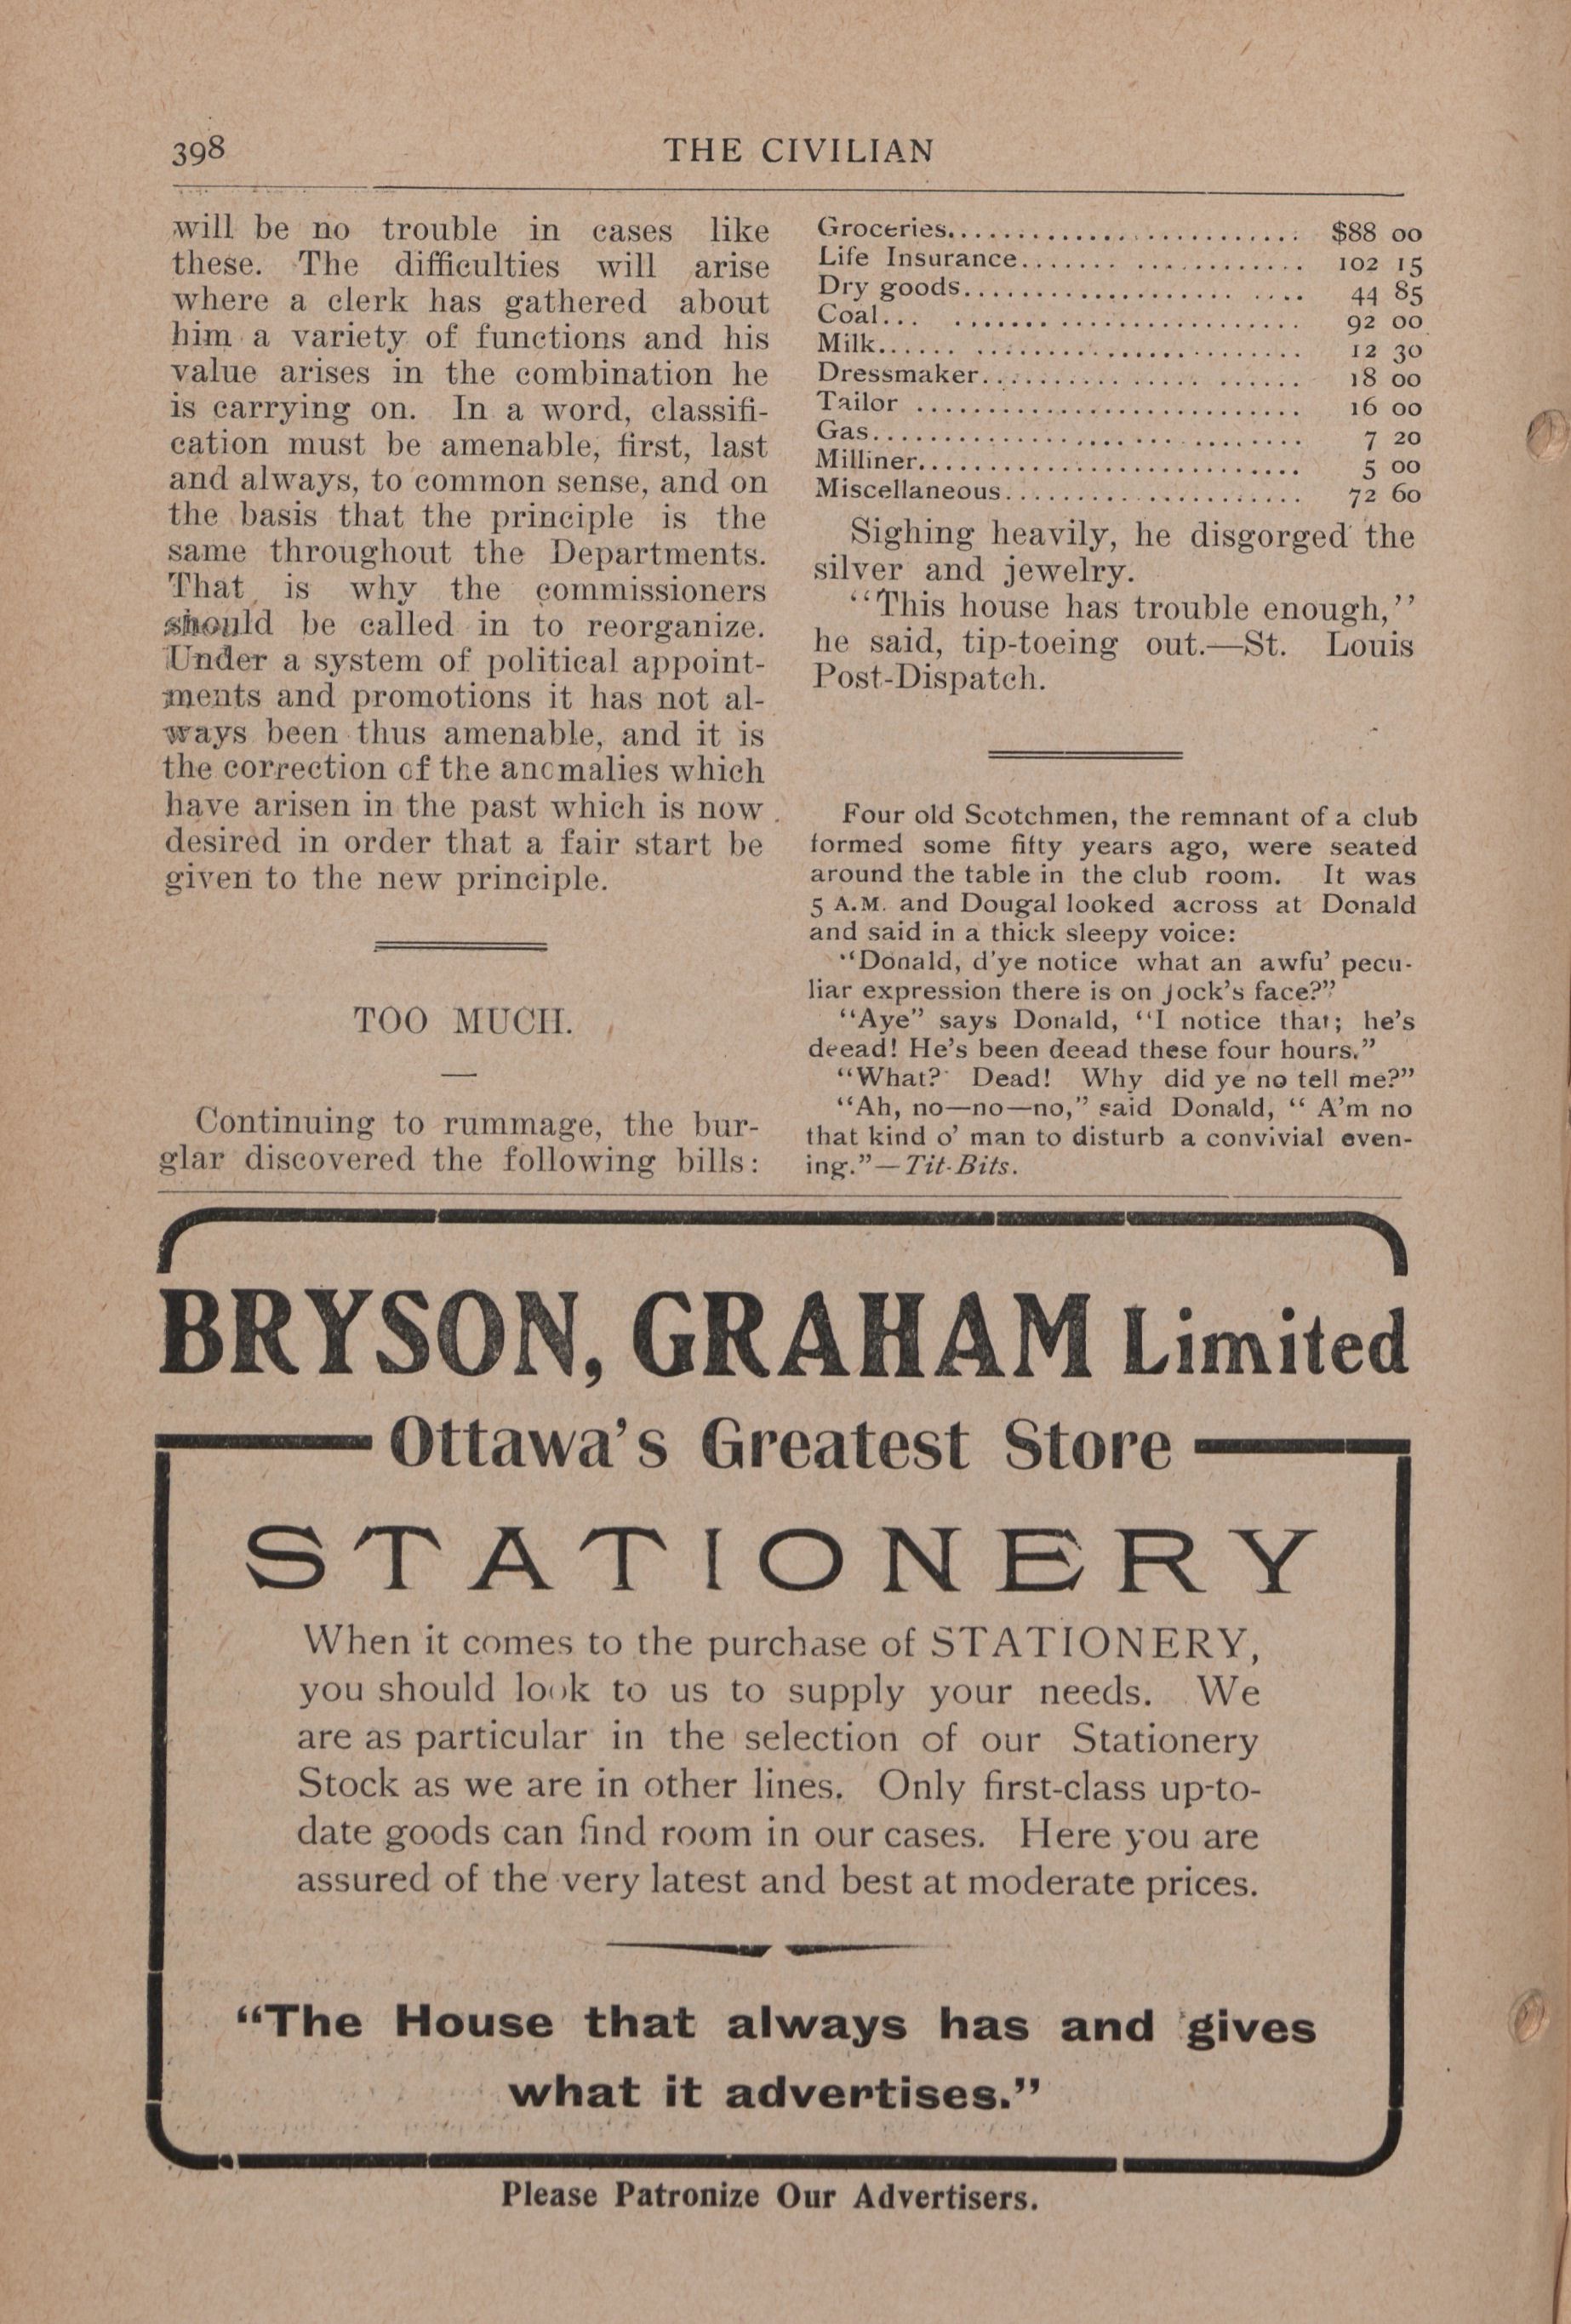 398
THE CIVILIAN
will be no trouble in cases like
these. The difficulties will arise
where a clerk has gathered about
him a variety of functions and his
value arises in the combination he
is carrying on. In a word, classifi-
cation must be amenable, first, last
and always, to common sense, and on
the basis that the principle is the
same throughout the Departments.
That is why the commissioners
should be called in to reorganize.
Under a system of political appoint-
ments and promotions it has not al-
ways been thus amenable, and it is
the correction of the anomalies which
have arisen in the past which is now
desired in order that a fair start be
given to the new principle.
TOO MUCH.
Continuing to rummage, the bur-
glar discovered the following bills:
Groceries.......................... $88 00
Life Insurance.................... 102 15
Dry goods........................ 44 85
Coal... .......................... 92 00
Milk...... ....................... 12 30
Dressmaker...................... 18 00
Tailor ........................... 16 00
Gas.............................. 7 20
Milliner........................... 5 00
Miscellaneous..................... 72 60
Sighing heavily, he disgorged the
silver and jewelry.
"This house has trouble enough,"
he said, tip-toeing out.—St. Louis
Post-Dispatch.
Four old Scotchmen, the remnant of a club
formed some fifty years ago, were seated
around the table in the club room. It was
5 A.M. and Dougal looked across at Donald
and said in a thick sleepy voice:
"Donald, d'ye notice what an awfu' pecu-
liar expression there is on Jock's face?"
"Aye" says Donald, "I notice that; he's
deead! He's been deead these four hours."
"What? Dead! Why did ye no tell me?"
"Ah, no—no—no," said Donald, " A'm no
that kind o' man to disturb a convivial even-
ing."—Tit-Bits.
BRYSON, GRAHAM Limited
Ottawa's Greatest Store
STATIONERY
When it comes to the purchase of STATIONERY,
you should look to us to supply your needs. We
are as particular in the selection of our Stationery
Stock as we are in other lines. Only first-class up-to-
date goods can find room in our cases. Here you are
assured of the very latest and best at moderate prices.
"The House that always has and gives
what it advertises."
Please Patronize Our Advertisers.